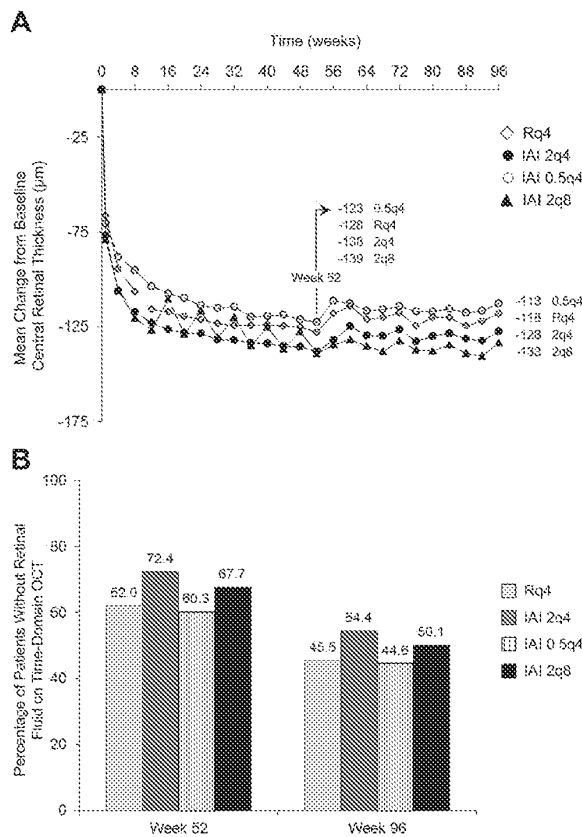 A
Time (weeks)
0 8 16 24 32 40 48 56 64 72 80 88 96
-25
-75
-125
-175
Mean Change from Baseline
Central Retinal Thickness (µm)
Rq4
IAI 2q4
IAI 0.5q4
IAI 2q8
-123 0.5q4
-128 Rq4
-138 2q4
-139 2q8
Week 52
-113 0.5q4
-118 Rq4
-128 2q4
-133 2q8
B
Percentage of Patients Without Retinal
Fluid on Time-Domain OCT
100
80
60
40
20
0
62.0 72.4 60.3 67.7
45.5 54.4 44.6 50.1
Rq4
IAI 2q4
IAI 0.5q4
IAI 2q8
Week 52 Week 96